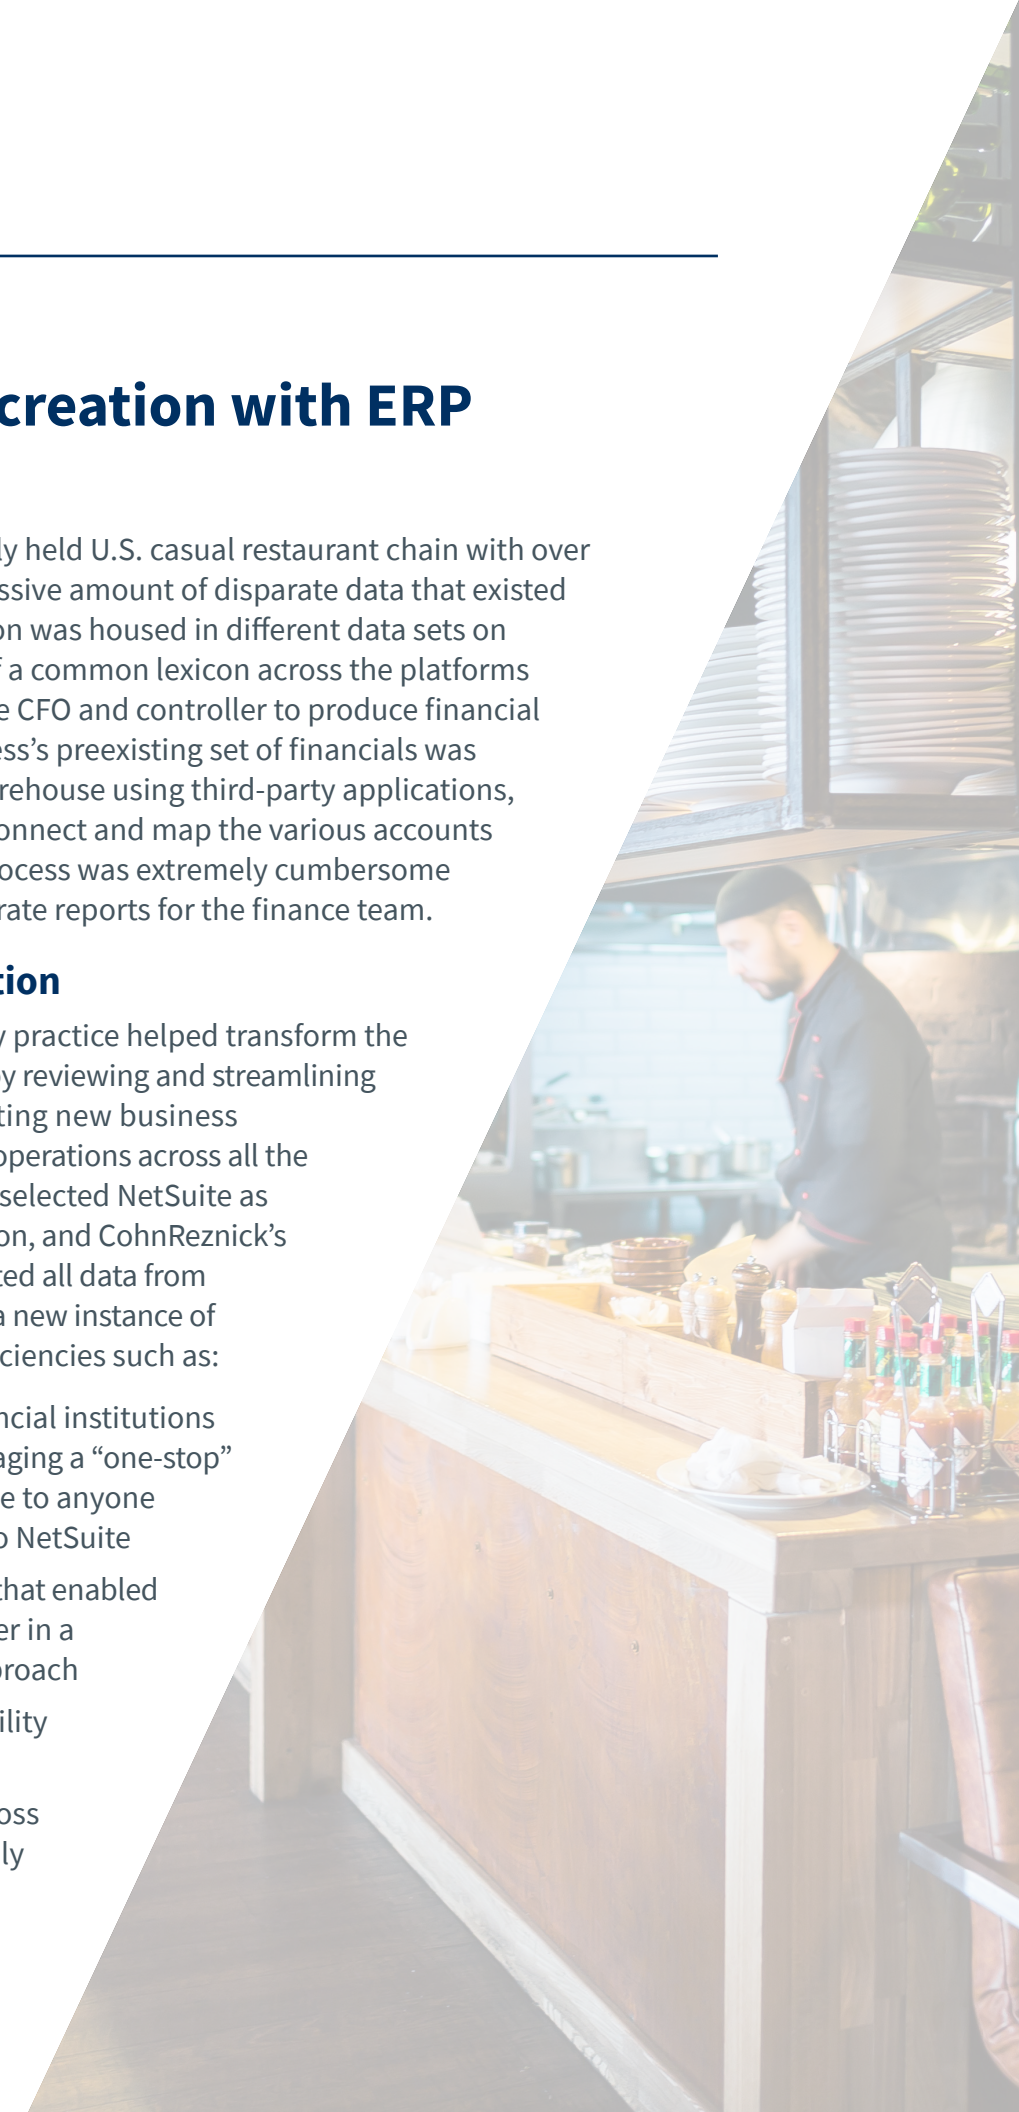 creation with ERP
ly held U.S. casual restaurant chain with over
ssive amount of disparate data that existed
on was housed in different data sets on
f a common lexicon across the platforms
e CFO and controller to produce financial
ess’s preexisting set of financials was
rehouse using third-party applications,
onnect and map the various accounts
ocess was extremely cumbersome
rate reports for the finance team.
tion
y practice helped transform the
by reviewing and streamlining
ting new business
operations across all the
selected NetSuite as
on, and CohnReznick’s
ted all data from
a new instance of
ciencies such as:
ncial institutions
aging a “one-stop”
e to anyone
o NetSuite
that enabled
er in a
proach
ility
oss
ly